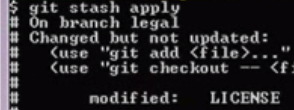 $ git stash apply
# On branch legal
# Changed but not updated:
#   (use "git add <file>..."
#   (use "git checkout -- <f
#
#       modified:   LICENSE